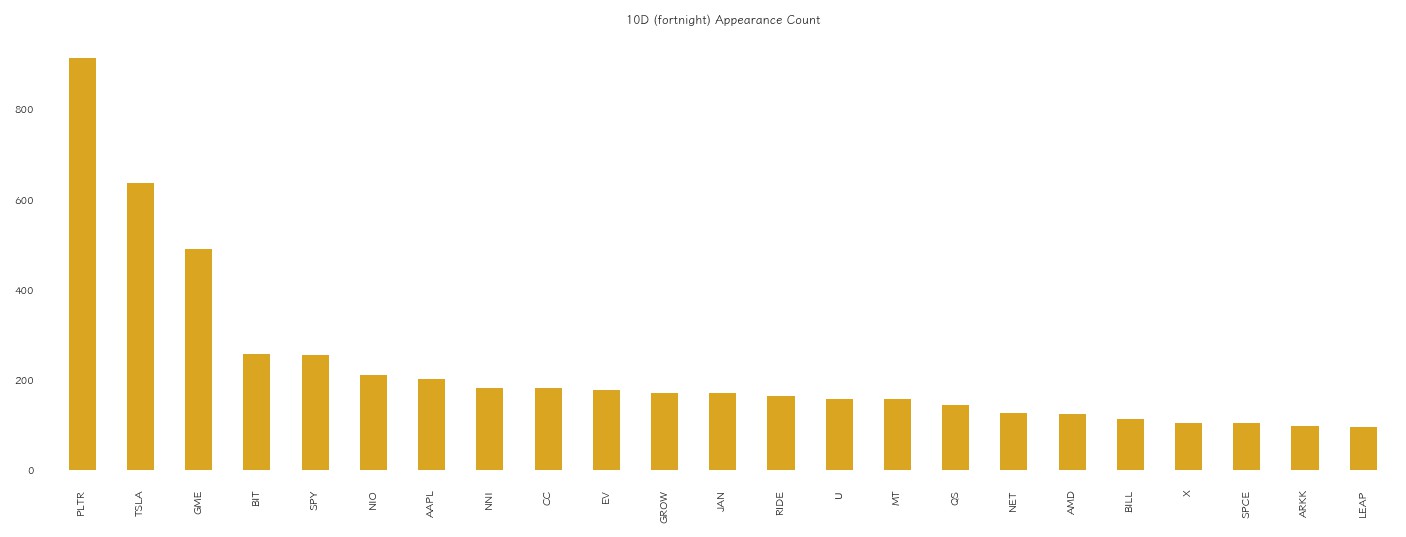 10D (fortnight) Appearance Count
800
600
400
200
0
PLTR
TSLA
GME
BIT
SPY
NIO
AAPL
NNI
CC
EV
GROW
JAN
RIDE
U
MT
QS
NET
AMD
BILL
X
SPCE
ARKK
LEAP